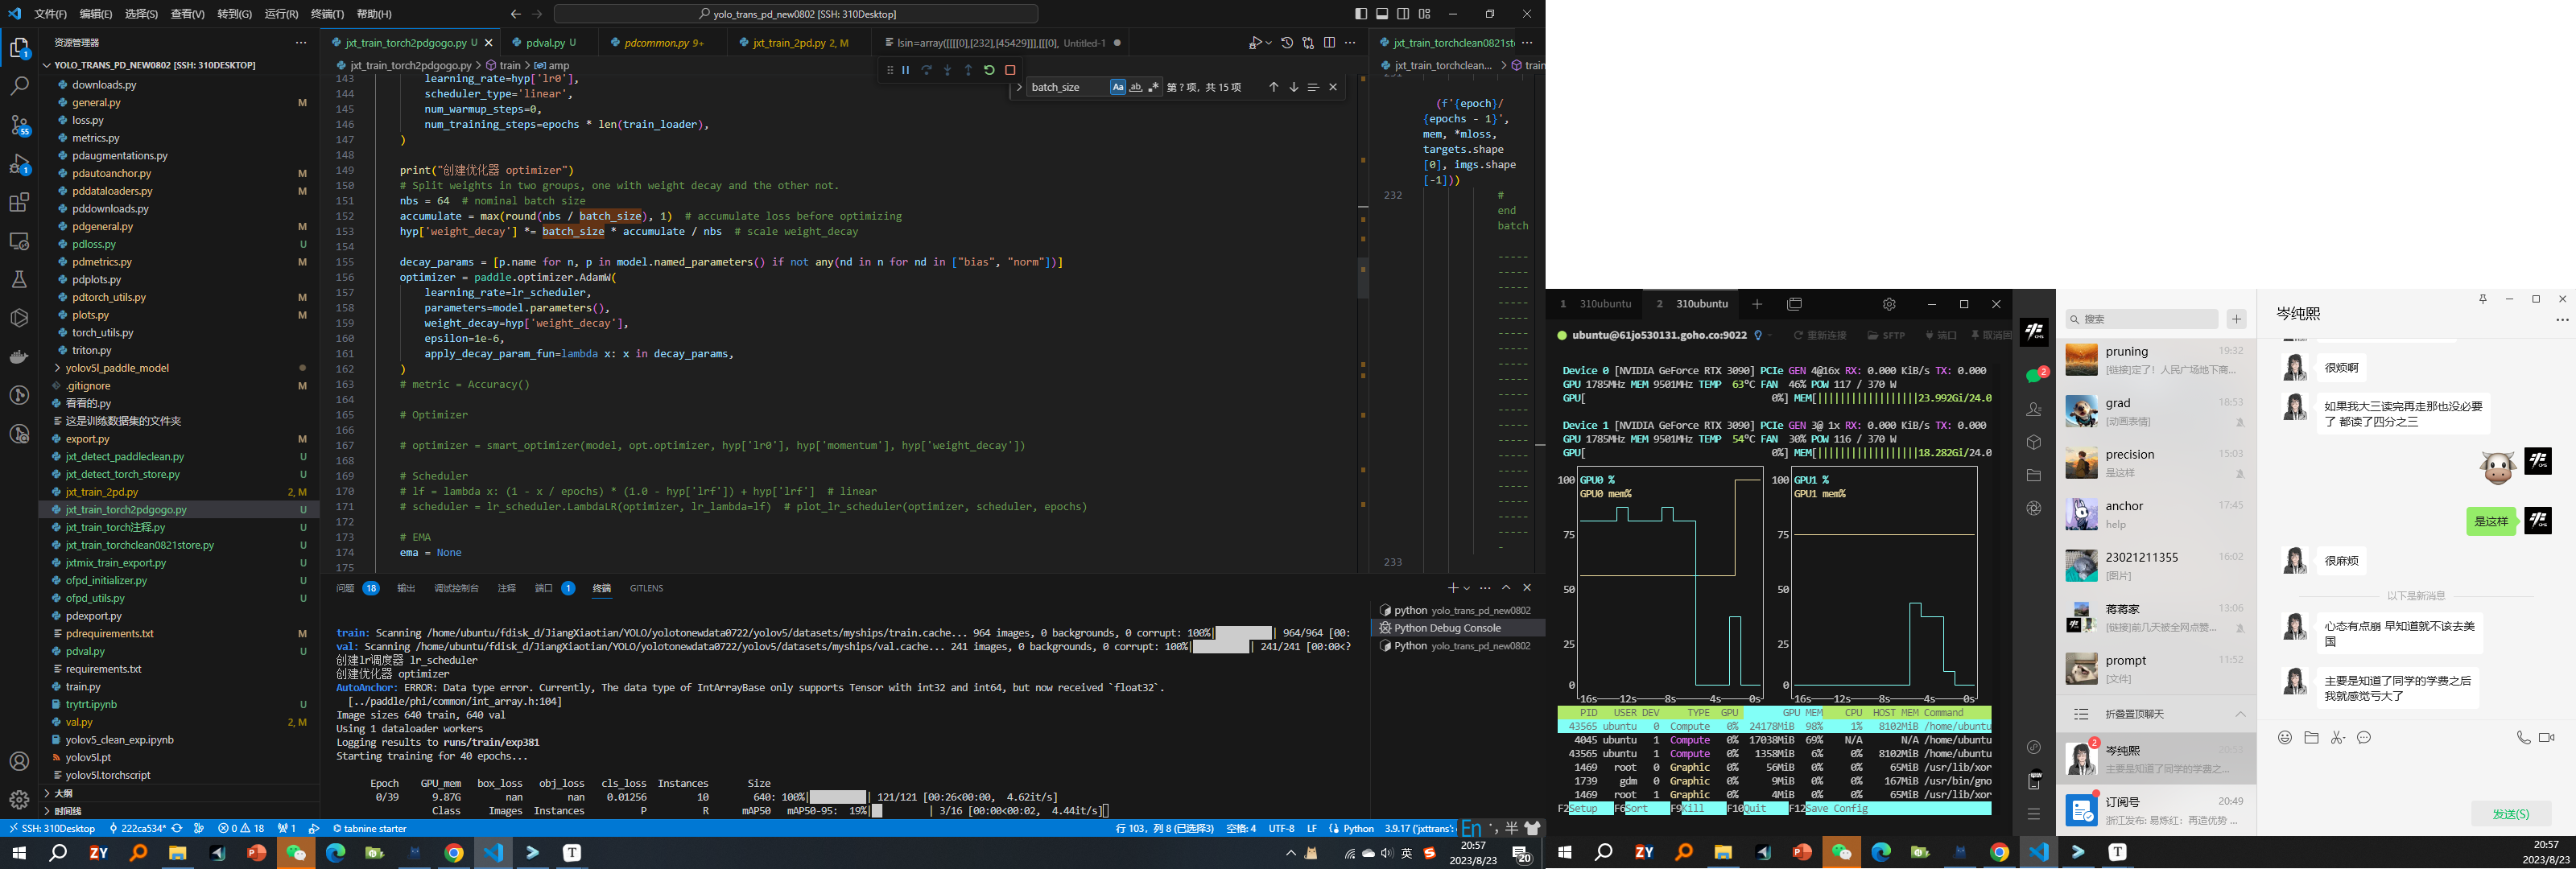 文件(F) 编辑(E) 选择(S) 查看(V) 转到(G) 运行(R) 终端(T) 帮助(H)
yolo_trans_pd_new0802 [SSH: 310Desktop]
资源管理器
YOLO_TRANS_PD_NEW0802 [SSH: 310DESKTOP]
downloads.py
general.py M
loss.py
metrics.py
pdaugmentations.py
pdautoanchor.py M
pddataloaders.py M
pddownloads.py
pdgeneral.py M
pdloss.py U
pdmetrics.py M
pdplots.py
pdtorch_utils.py M
plots.py M
torch_utils.py
triton.py
yolov5l_paddle_model
.gitignore M
看看的.py
这是训练数据集的文件夹
export.py M
jxt_detect_paddleclean.py U
jxt_detect_torch_store.py U
jxt_train_2pd.py 2, M
jxt_train_torch2pdgogo.py U
jxt_train_torch注释.py U
jxt_train_torchclean0821store.py U
jxtmix_train_export.py U
ofpd_initializer.py U
ofpd_utils.py U
pdexport.py
pdrequirements.txt M
pdval.py U
requirements.txt
train.py
trytrt.ipynb U
val.py 2, M
yolov5_clean_exp.ipynb
yolov5l.pt
yolov5l.torchscript
大纲
时间线
jxt_train_torch2pdgogo.py U
pdval.py U
pdcommon.py 9+
jxt_train_2pd.py 2, M
lsin=array([[[[0],[232],[45429]]],[[[0], Untitled-1
jxt_train_torchclean0821st
jxt_train_torch2pdgogo.py > train > amp
jxt_train_torchclean... > train
batch_size
Aa ab
第 ? 项, 共 15 项
143 learning_rate=hyp['lr0'],
144 scheduler_type='linear',
145 num_warmup_steps=0,
146 num_training_steps=epochs * len(train_loader),
147 )
148
149 print("创建优化器 optimizer")
150 # Split weights in two groups, one with weight decay and the other not.
151 nbs = 64  # nominal batch size
152 accumulate = max(round(nbs / batch_size), 1)  # accumulate loss before optimizing
153 hyp['weight_decay'] *= batch_size * accumulate / nbs  # scale weight_decay
154
155 decay_params = [p.name for n, p in model.named_parameters() if not any(nd in n for nd in ["bias", "norm"])]
156 optimizer = paddle.optimizer.AdamW(
157 learning_rate=lr_scheduler,
158 parameters=model.parameters(),
159 weight_decay=hyp['weight_decay'],
160 epsilon=1e-6,
161 apply_decay_param_fun=lambda x: x in decay_params,
162 )
163 # metric = Accuracy()
164
165 # Optimizer
166
167 # optimizer = smart_optimizer(model, opt.optimizer, hyp['lr0'], hyp['momentum'], hyp['weight_decay'])
168
169 # Scheduler
170 # lf = lambda x: (1 - x / epochs) * (1.0 - hyp['lrf']) + hyp['lrf']  # linear
171 # scheduler = lr_scheduler.LambdaLR(optimizer, lr_lambda=lf)  # plot_lr_scheduler(optimizer, scheduler, epochs)
172
173 # EMA
174 ema = None
175
(f'{epoch}/
{epochs - 1}',
mem, *mloss,
targets.shape
[0], imgs.shape
[-1]))
232 #
end
batch
233
问题 18 输出 调试控制台 注释 端口 1 终端 GITLENS
python yolo_trans_pd_new0802
Python Debug Console
Python yolo_trans_pd_new0802
train: Scanning /home/ubuntu/fdisk_d/JiangXiaotian/YOLO/yolotonewdata0722/yolov5/datasets/myships/train.cache... 964 images, 0 backgrounds, 0 corrupt: 100%| | 964/964 [00:
val: Scanning /home/ubuntu/fdisk_d/JiangXiaotian/YOLO/yolotonewdata0722/yolov5/datasets/myships/val.cache... 241 images, 0 backgrounds, 0 corrupt: 100%| | 241/241 [00:00<?
创建lr调度器 lr_scheduler
创建优化器 optimizer
AutoAnchor: ERROR: Data type error. Currently, The data type of IntArrayBase only supports Tensor with int32 and int64, but now received `float32`.
[../paddle/phi/common/int_array.h:104]
Image sizes 640 train, 640 val
Using 1 dataloader workers
Logging results to runs/train/exp381
Starting training for 40 epochs...
Epoch GPU_mem box_loss obj_loss cls_loss Instances Size
0/39 9.87G nan nan 0.01256 10 640: 100%| | 121/121 [00:26<00:00, 4.62it/s]
Class Images Instances P R mAP50 mAP50-95: 19%| | 3/16 [00:00<00:02, 4.44it/s]
SSH: 310Desktop 222ca534* 0 18 1 tabnine starter
行 103, 列 8 (已选择3) 空格: 4 UTF-8 LF Python 3.9.17 ('jxttrans':
En 半
英
20:57
2023/8/23
20
1 310ubuntu
2 310ubuntu
ubuntu@61jo530131.goho.co:9022 重新连接 SFTP 端口 取消回
Device 0 [NVIDIA GeForce RTX 3090] PCIe GEN 4@16x RX: 0.000 KiB/s TX: 0.000
GPU 1785MHz MEM 9501MHz TEMP 63°C FAN 46% POW 117 / 370 W
GPU[ 0%] MEM[||||||||||||||||||||23.992Gi/24.0
Device 1 [NVIDIA GeForce RTX 3090] PCIe GEN 3@ 1x RX: 0.000 KiB/s TX: 0.000
GPU 1785MHz MEM 9501MHz TEMP 54°C FAN 30% POW 116 / 370 W
GPU[ 0%] MEM[||||||||||||||||||||18.282Gi/24.0
100 GPU0 %
GPU0 mem%
75
50
25
0
16s 12s 8s 4s 0s
100 GPU1 %
GPU1 mem%
75
50
25
0
16s 12s 8s 4s 0s
PID USER DEV TYPE GPU GPU MEM CPU HOST MEM Command
43565 ubuntu 0 Compute 0% 24178MiB 98% 1% 8102MiB /home/ubuntu
4045 ubuntu 1 Compute 0% 17038MiB 69% N/A N/A /home/ubuntu
43565 ubuntu 1 Compute 0% 1358MiB 6% 0% 8102MiB /home/ubuntu
1469 root 0 Graphic 0% 56MiB 0% 0% 65MiB /usr/lib/xor
1739 gdm 0 Graphic 0% 9MiB 0% 0% 167MiB /usr/bin/gno
1469 root 1 Graphic 0% 4MiB 0% 0% 65MiB /usr/lib/xor
F2Setup F6Sort F9Kill F10Quit F12Save Config
2
搜索
pruning 19:32
[链接]定了！人民广场地下商...
grad 18:53
[动画表情]
precision 15:03
是这样
anchor 17:45
help
23021211355 16:02
[图片]
蒋蒋家 13:06
[链接]前几天被全网点赞...
prompt 11:52
[文件]
折叠置顶聊天
2
岑纯熙 20:53
主要是知道了同学的学费之...
订阅号 20:49
浙江发布: 易炼红：再造优势 ...
岑纯熙
很烦啊
如果我大三读完再走那也没必要
了 都读了四分之三
是这样
很麻烦
以下是新消息
心态有点崩 早知道就不该去美
国
主要是知道了同学的学费之后
我就感觉亏大了
发送(S)
20:57
2023/8/23